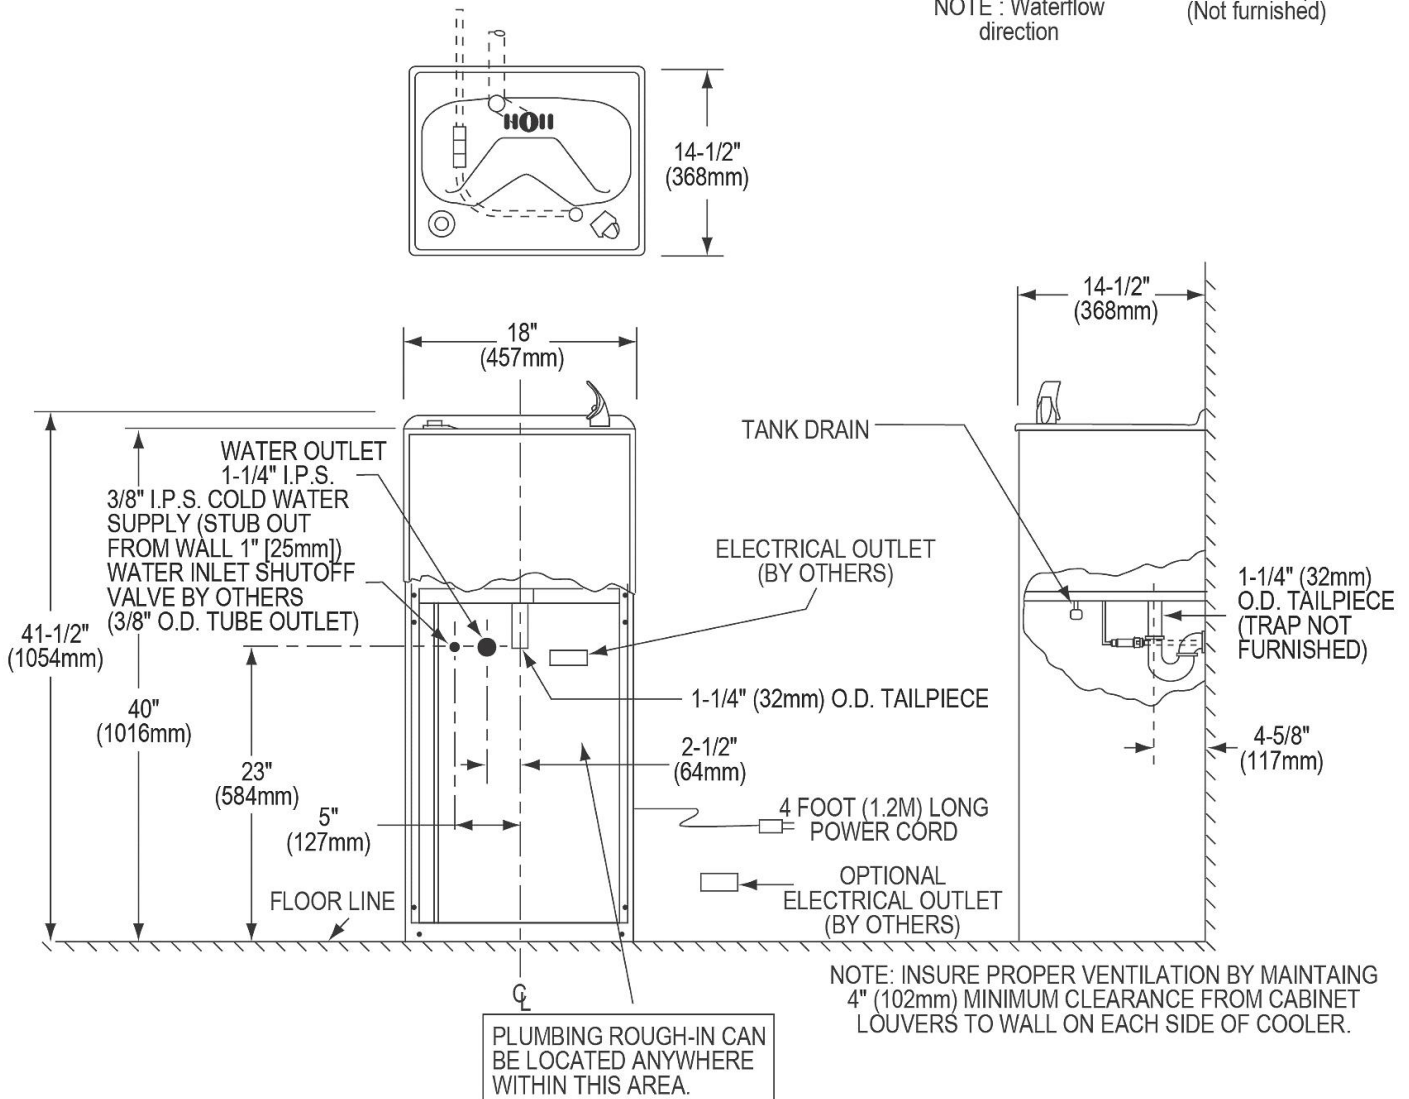 NOTE : Waterflow
direction
(Not furnished)
14-1/2"
(368mm)
14-1/2"
(368mm)
18"
(457mm)
WATER OUTLET
1-1/4" I.P.S.
3/8" I.P.S. COLD WATER
SUPPLY (STUB OUT
FROM WALL 1" [25mm])
WATER INLET SHUTOFF
VALVE BY OTHERS
(3/8" O.D. TUBE OUTLET)
TANK DRAIN
ELECTRICAL OUTLET
(BY OTHERS)
1-1/4" (32mm)
O.D. TAILPIECE
(TRAP NOT
FURNISHED)
41-1/2"
(1054mm)
40"
(1016mm)
23"
(584mm)
5"
(127mm)
1-1/4" (32mm) O.D. TAILPIECE
2-1/2"
(64mm)
4-5/8"
(117mm)
4 FOOT (1.2M) LONG
POWER CORD
OPTIONAL
ELECTRICAL OUTLET
(BY OTHERS)
FLOOR LINE
NOTE: INSURE PROPER VENTILATION BY MAINTAING
4" (102mm) MINIMUM CLEARANCE FROM CABINET
LOUVERS TO WALL ON EACH SIDE OF COOLER.
CL
PLUMBING ROUGH-IN CAN
BE LOCATED ANYWHERE
WITHIN THIS AREA.